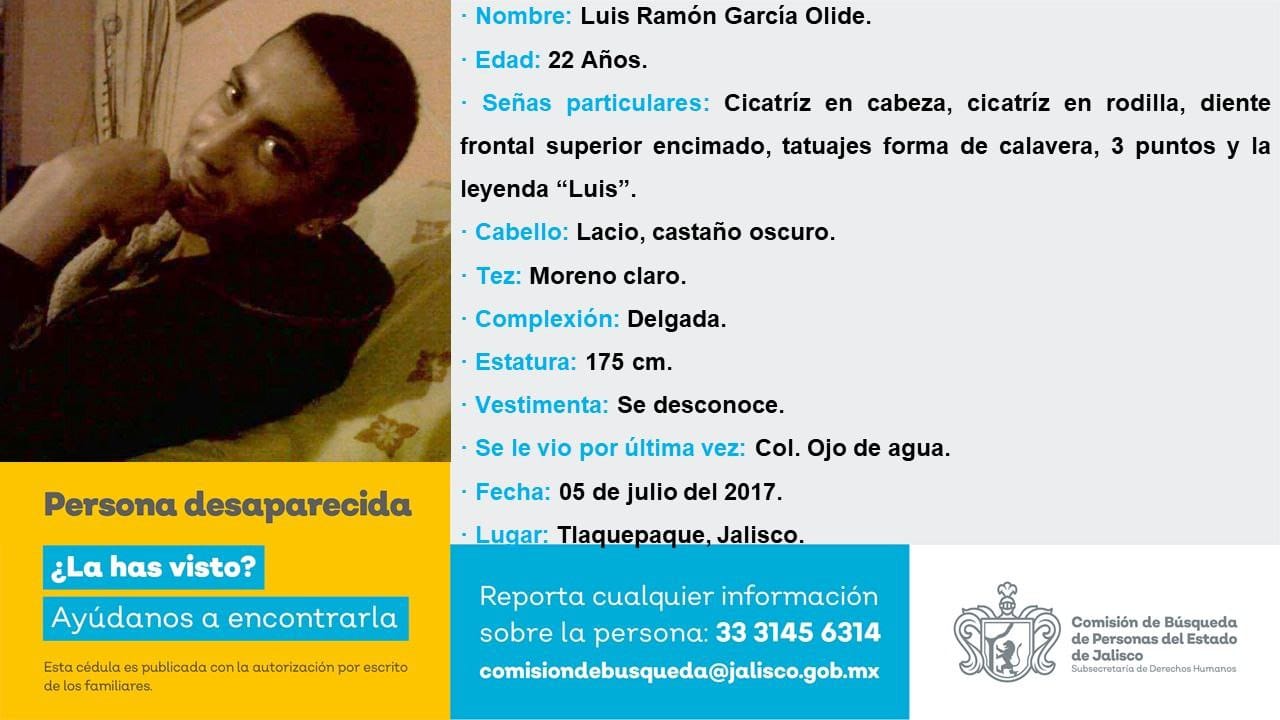 · Nombre: Luis Ramón García Olide.
· Edad: 22 Años.
· Señas particulares: Cicatríz en cabeza, cicatríz en rodilla, diente
frontal superior encimado, tatuajes forma de calavera, 3 puntos y la
leyenda “Luis”.
· Cabello: Lacio, castaño oscuro.
· Tez: Moreno claro.
· Complexión: Delgada.
· Estatura: 175 cm.
· Vestimenta: Se desconoce.
· Se le vio por última vez: Col. Ojo de agua.
· Fecha: 05 de julio del 2017.
· Lugar: Tlaquepaque, Jalisco.
Persona desaparecida
¿La has visto?
Ayúdanos a encontrarla
Esta cédula es publicada con la autorización por escrito
de los familiares.
Reporta cualquier información
sobre la persona: 33 3145 6314
comisiondebusqueda@jalisco.gob.mx
Comisión de Búsqueda
de Personas del Estado
de Jalisco
Subsecretaría de Derechos Humanos